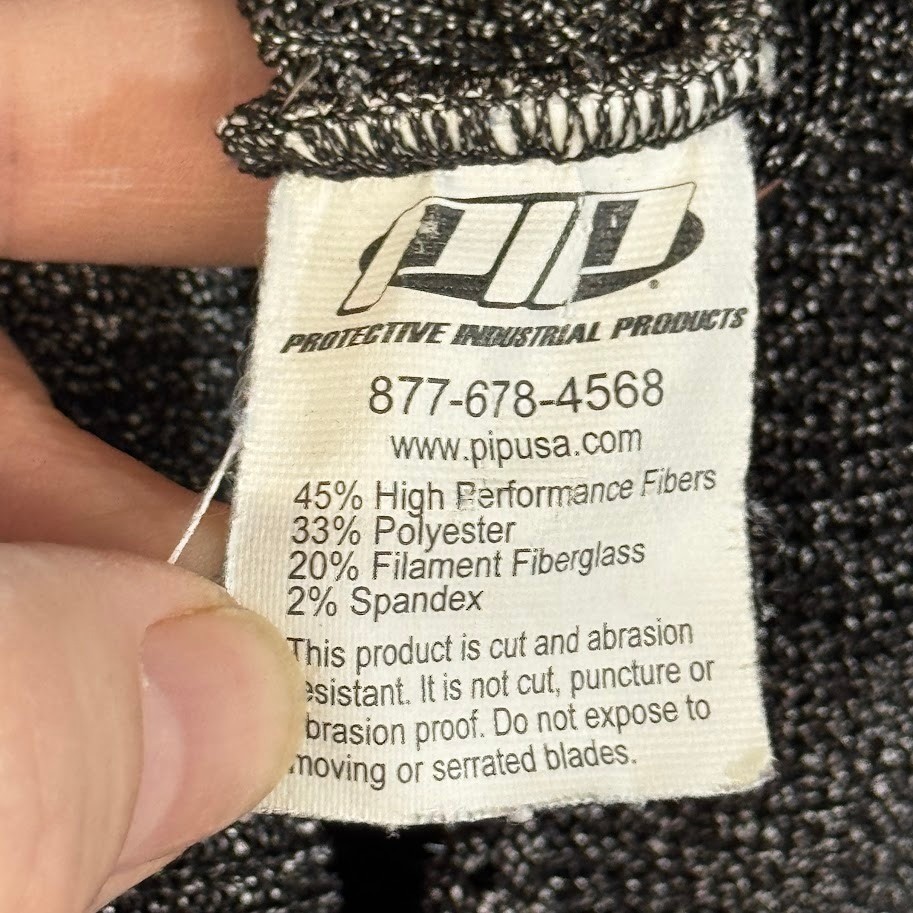 PIP
PROTECTIVE INDUSTRIAL PRODUCTS
877-678-4568
www.pipusa.com
45% High Performance Fibers
33% Polyester
20% Filament Fiberglass
2% Spandex
This product is cut and abrasion
esistant. It is not cut, puncture or
brasion proof. Do not expose to
moving or serrated blades.